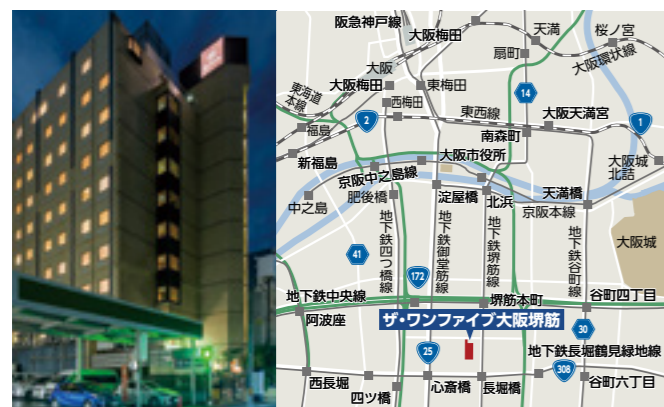 阪急神戸線
大阪梅田
天満
桜ノ宮
扇町
大阪環状線
大阪
東海道本線
大阪梅田
東梅田
14
西梅田
2
東西線
大阪天満宮
1
福島
南森町
新福島
大阪市役所
大阪城北詰
京阪中之島線
天満橋
中之島
肥後橋
淀屋橋
北浜
京阪本線
大阪城
地下鉄四つ橋線
地下鉄御堂筋線
地下鉄堺筋線
地下鉄谷町線
41
172
地下鉄中央線
堺筋本町
谷町四丁目
阿波座
ザ・ワンファイブ大阪堺筋
30
25
地下鉄長堀鶴見緑地線
308
西長堀
四ツ橋
心斎橋
長堀橋
谷町六丁目